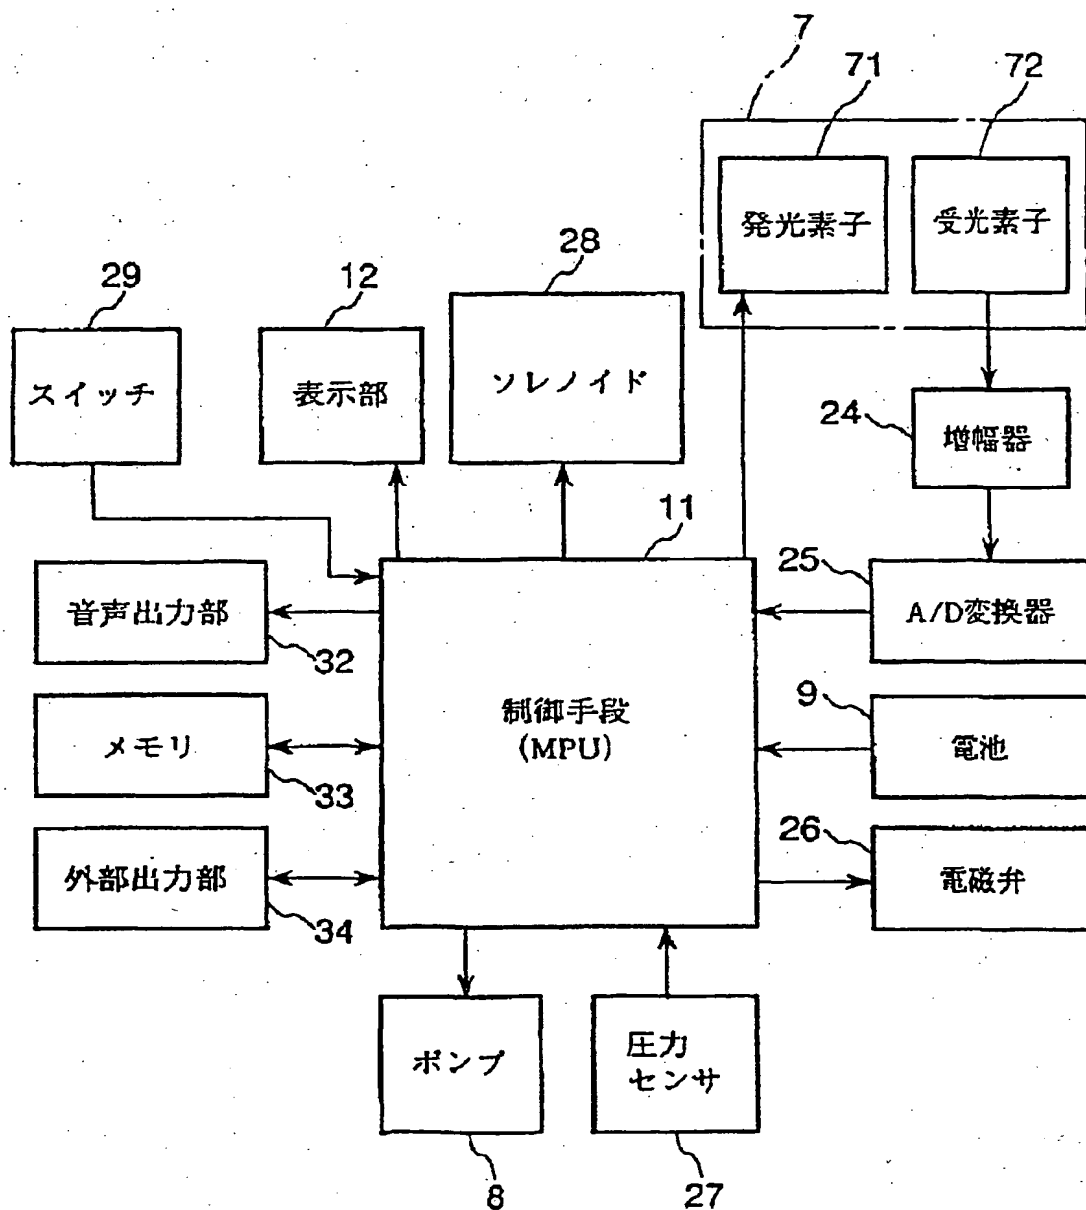 7
71
72
発光素子
受光素子
28
29
12
スイッチ
表示部
ソレノイド
24
増幅器
11
25
音声出力部
A/D変換器
32
制御手段
(MPU)
9
メモリ
電池
33
26
外部出力部
電磁弁
34
ポンプ
圧力
センサ
8
27